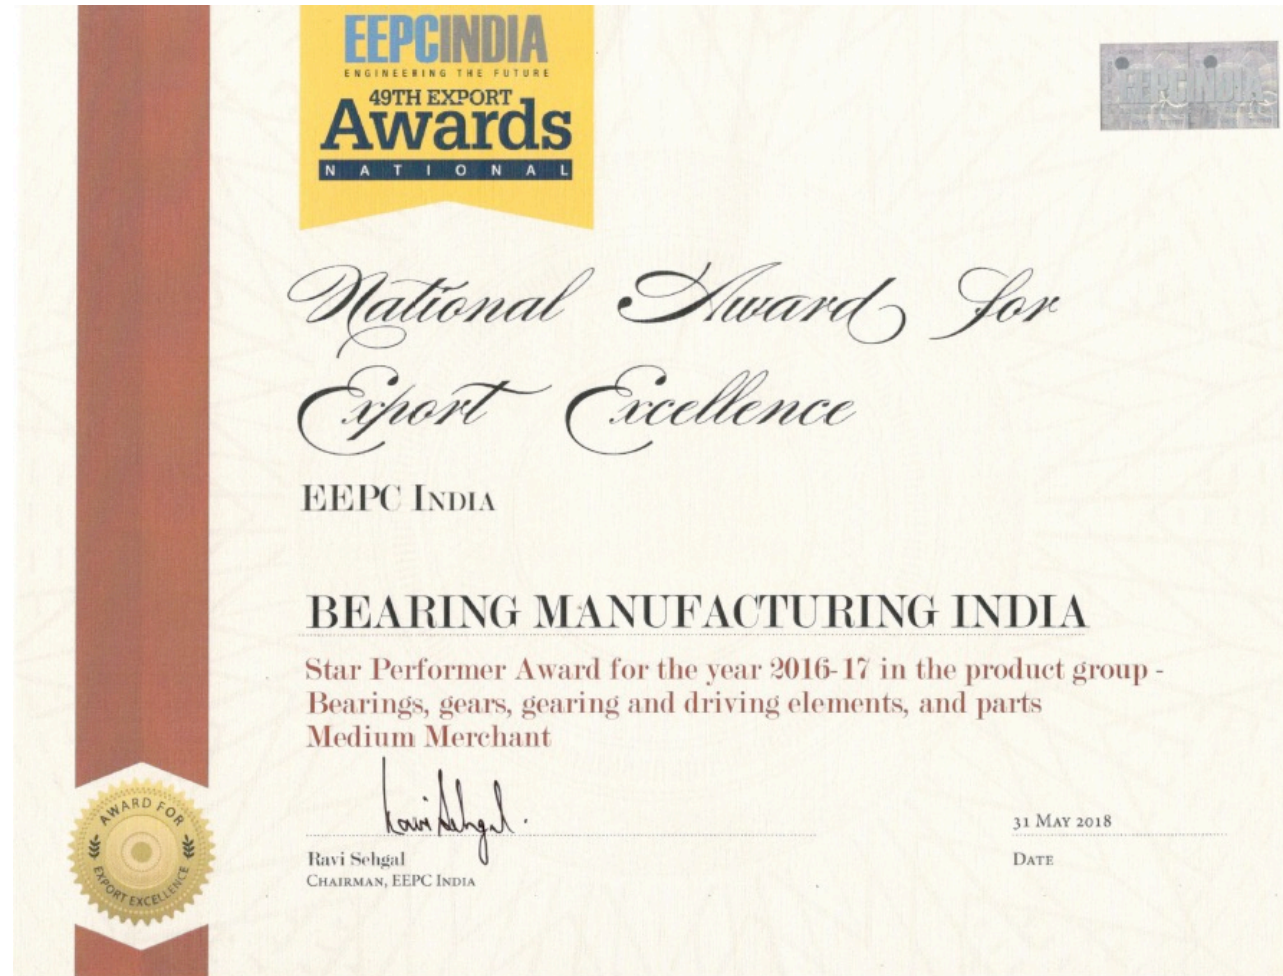 EEPCINDIA
ENGINEERING THE FUTURE
49TH EXPORT
Awards
NATIONAL
EEPCINDIA
National Award for
Export Excellence
EEPC INDIA
BEARING MANUFACTURING INDIA
Star Performer Award for the year 2016-17 in the product group -
Bearings, gears, gearing and driving elements, and parts
Medium Merchant
Ravi Sehgal
31 MAY 2018
Ravi Sehgal
DATE
CHAIRMAN, EEPC INDIA
AWARD FOR
EXPORT EXCELLENCE